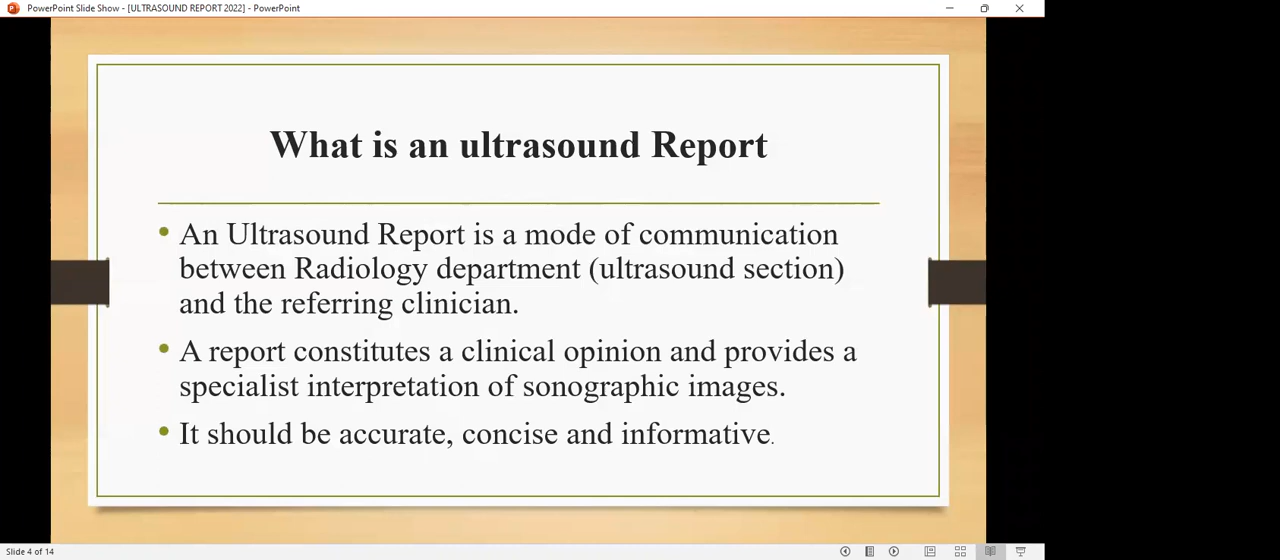 PowerPoint Slide Show - [ULTRASOUND REPORT 2022] - PowerPoint
What is an ultrasound Report
• An Ultrasound Report is a mode of communication
between Radiology department (ultrasound section)
and the referring clinician.
• A report constitutes a clinical opinion and provides a
specialist interpretation of sonographic images.
• It should be accurate, concise and informative.
Slide 4 of 14